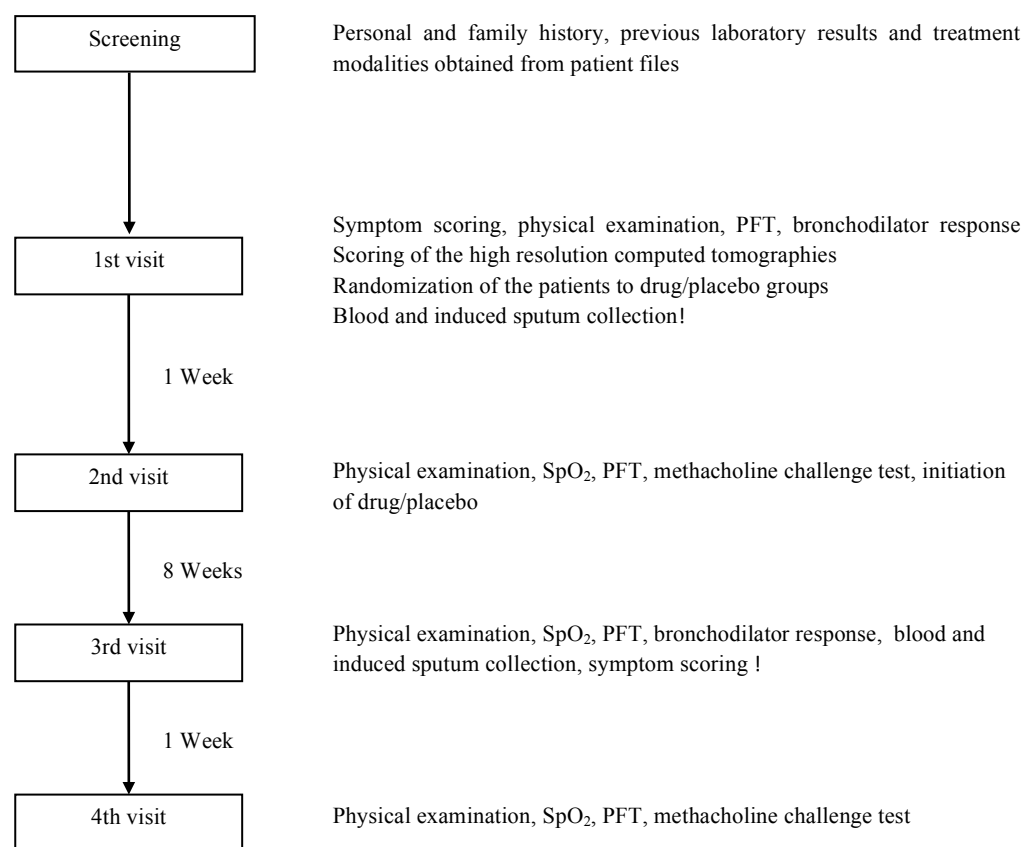 Screening
Personal and family history, previous laboratory results and treatment
modalities obtained from patient files
1st visit
Symptom scoring, physical examination, PFT, bronchodilator response
Scoring of the high resolution computed tomographies
Randomization of the patients to drug/placebo groups
Blood and induced sputum collection!
1 Week
2nd visit
Physical examination, SpO₂, PFT, methacholine challenge test, initiation
of drug/placebo
8 Weeks
3rd visit
Physical examination, SpO₂, PFT, bronchodilator response, blood and
induced sputum collection, symptom scoring !
1 Week
4th visit
Physical examination, SpO₂, PFT, methacholine challenge test